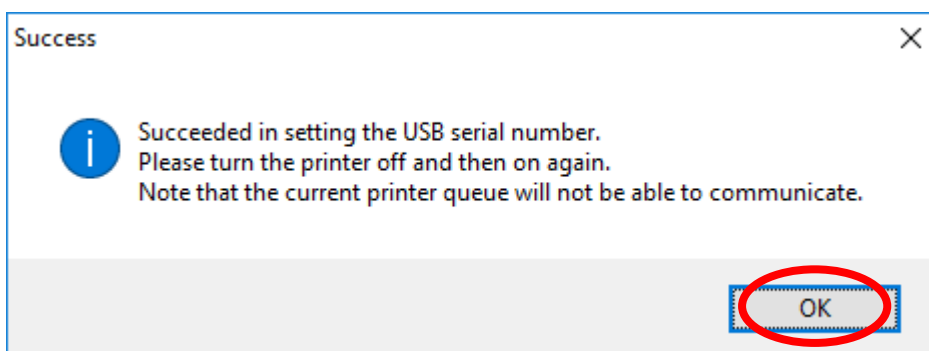 Success
Succeeded in setting the USB serial number.
Please turn the printer off and then on again.
Note that the current printer queue will not be able to communicate.
OK